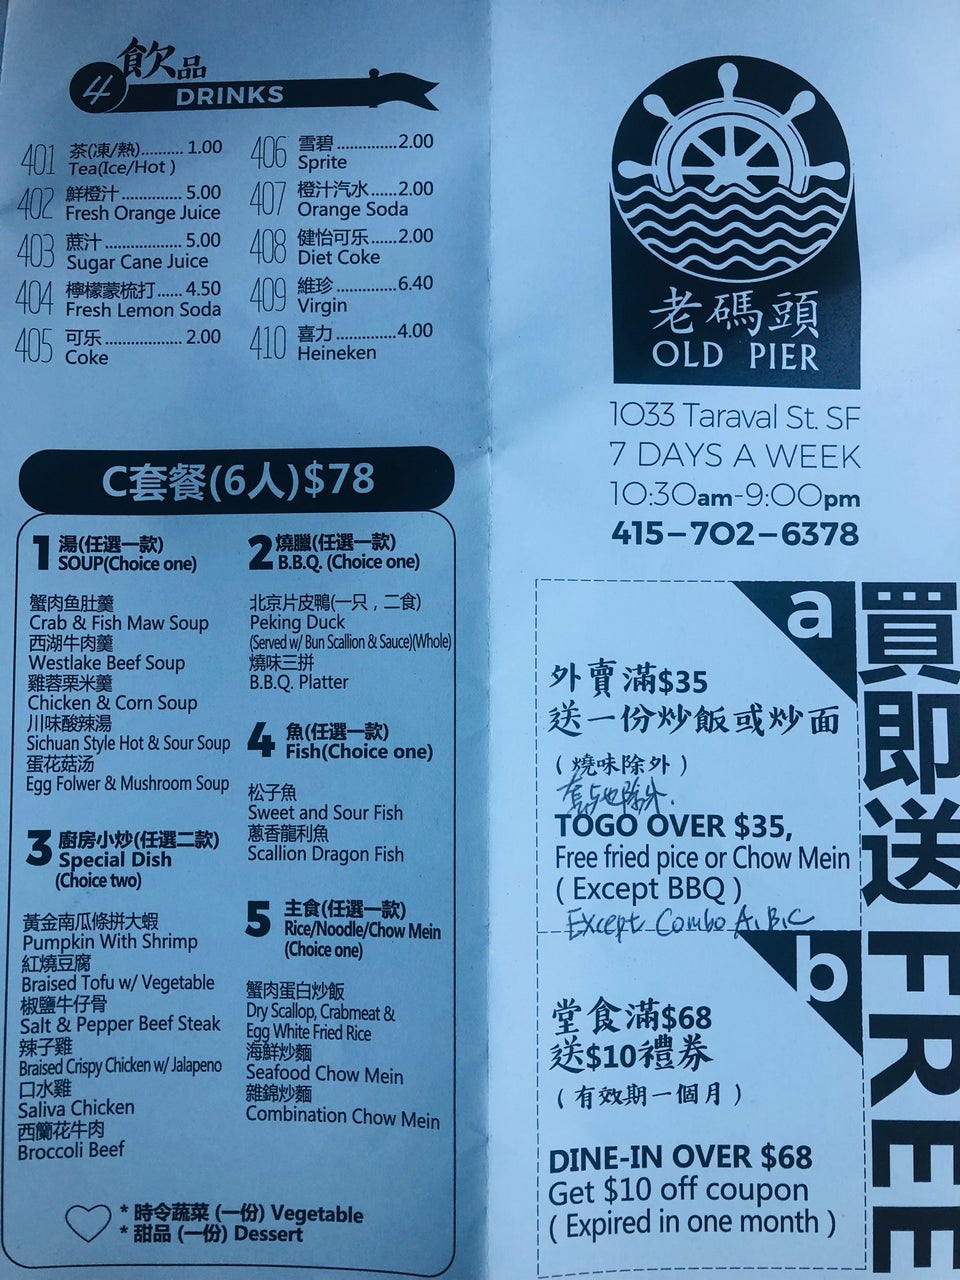 4 飲品
DRINKS
401 茶(凍/熱).......... 1.00
Tea(Ice/Hot )
402 鮮橙汁 ............... 5.00
Fresh Orange Juice
403 蔗汁 .................. 5.00
Sugar Cane Juice
404 檸檬蒙梳打...... 4.50
Fresh Lemon Soda
405 可乐 ................... 2.00
Coke
406 雪碧 ..............2.00
Sprite
407 橙汁汽水......2.00
Orange Soda
408 健怡可乐......2.00
Diet Coke
409 維珍 ..............6.40
Virgin
410 喜力 ..............4.00
Heineken
C套餐(6人)$78
1 湯(任選一款)
SOUP(Choice one)
蟹肉鱼肚羹
Crab & Fish Maw Soup
西湖牛肉羹
Westlake Beef Soup
雞蓉栗米羹
Chicken & Corn Soup
川味酸辣湯
Sichuan Style Hot & Sour Soup
蛋花菇汤
Egg Folwer & Mushroom Soup
2 燒臘(任選一款)
B.B.Q. (Choice one)
北京片皮鴨(一只，二食)
Peking Duck
(Served w/ Bun Scallion & Sauce)(Whole)
燒味三拼
B.B.Q. Platter
3 廚房小炒(任選二款)
Special Dish
(Choice two)
黃金南瓜條拼大蝦
Pumpkin With Shrimp
紅燒豆腐
Braised Tofu w/ Vegetable
椒鹽牛仔骨
Salt & Pepper Beef Steak
辣子雞
Braised Crispy Chicken w/ Jalapeno
口水雞
Saliva Chicken
西蘭花牛肉
Broccoli Beef
4 魚(任選一款)
Fish(Choice one)
松子魚
Sweet and Sour Fish
蔥香龍利魚
Scallion Dragon Fish
5 主食(任選一款)
Rice/Noodle/Chow Mein
(Choice one)
蟹肉蛋白炒飯
Dry Scallop, Crabmeat &
Egg White Fried Rice
海鮮炒麵
Seafood Chow Mein
雜錦炒麵
Combination Chow Mein
* 時令蔬菜 (一份) Vegetable
* 甜品 (一份) Dessert
老碼頭
OLD PIER
1033 Taraval St. SF
7 DAYS A WEEK
10:30am-9:00pm
415-702-6378
a
外賣滿$35
送一份炒飯或炒面
(燒味除外)
TOGO OVER $35,
Free fried pice or Chow Mein
( Except BBQ )
Except Combo A.B.C
b
堂食滿$68
送$10禮券
(有效期一個月)
DINE-IN OVER $68
Get $10 off coupon
( Expired in one month )
買即送 FREE